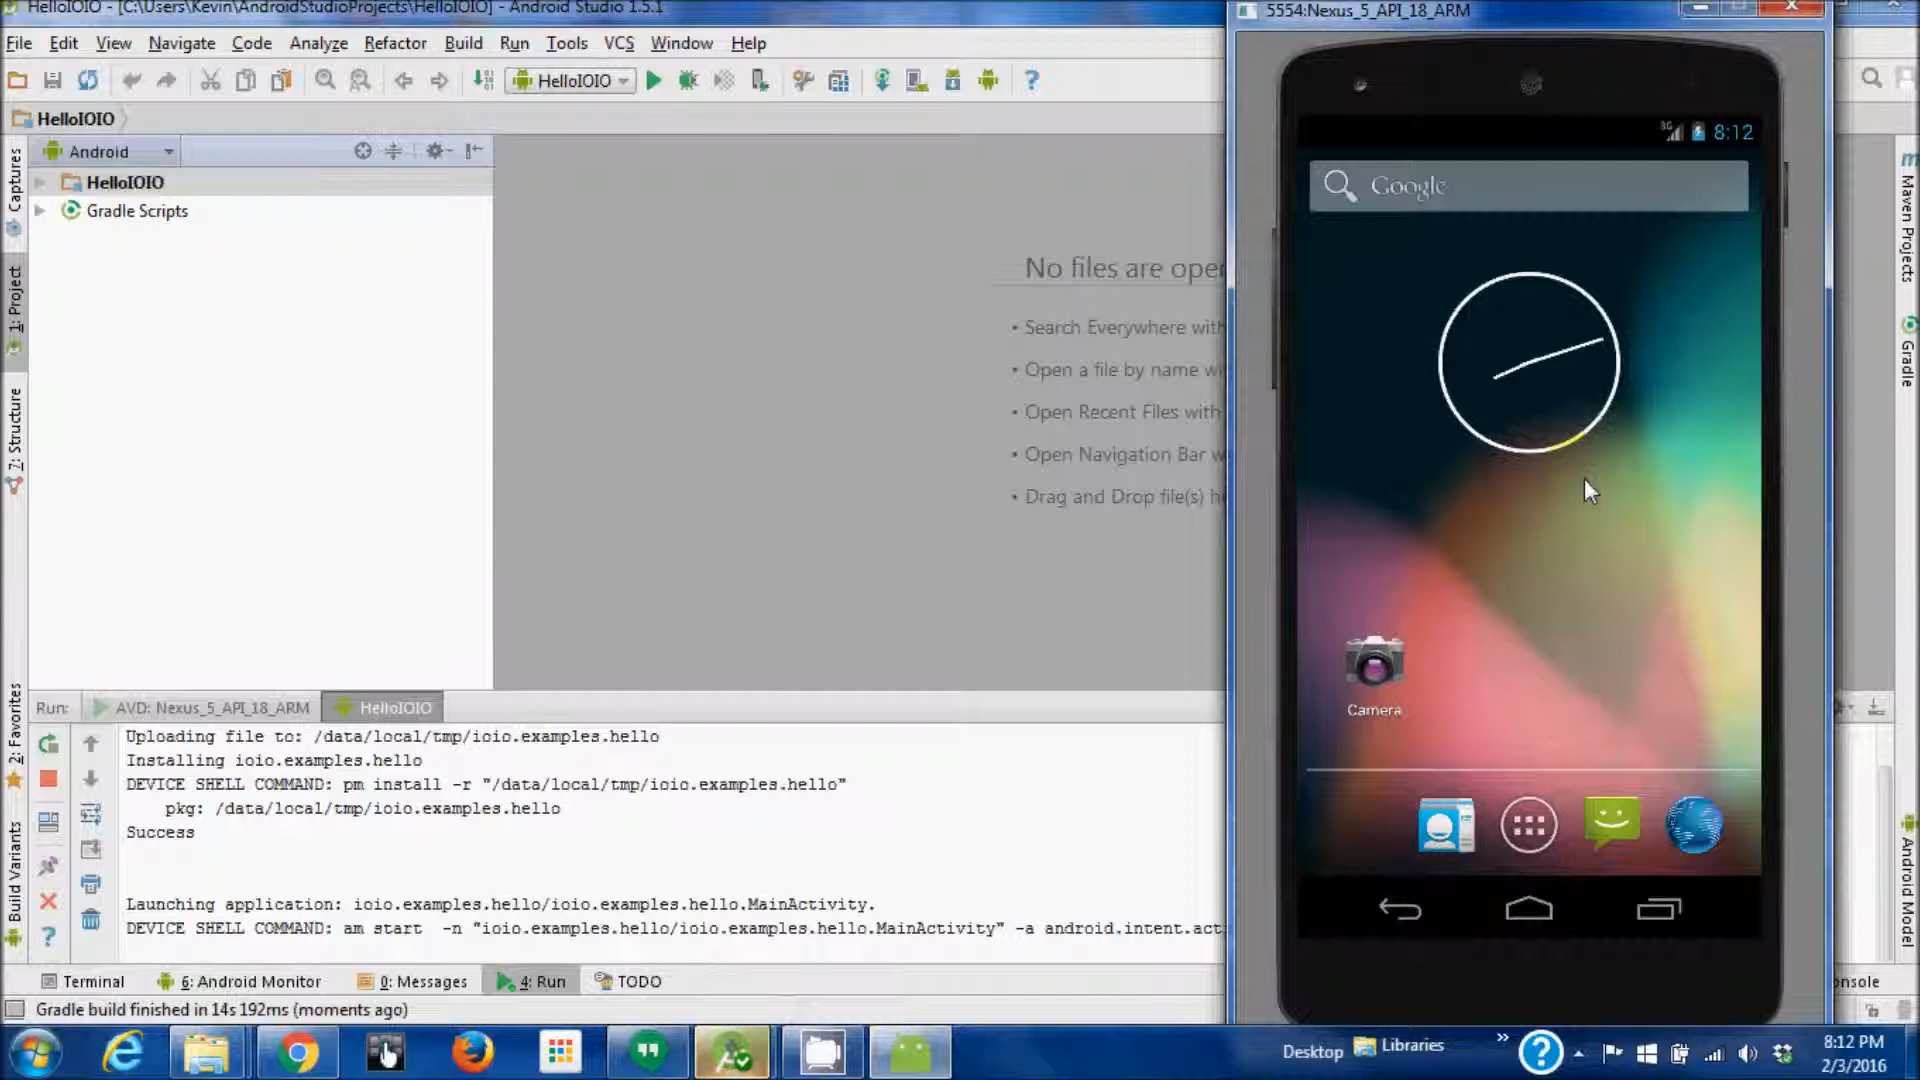 HelloIOIO - [C:\Users\Kevin\AndroidStudioProjects\HelloIOIO] - Android Studio 1.5.1
5554:Nexus_5_API_18_ARM
File Edit View Navigate Code Analyze Refactor Build Run Tools VCS Window Help
HelloIOIO
HelloIOIO
Android
HelloIOIO
Gradle Scripts
Captures
1: Project
7: Structure
2: Favorites
Build Variants
No files are open
• Search Everywhere with
• Open a file by name w
• Open Recent Files with
• Open Navigation Bar w
• Drag and Drop file(s) h
3G 8:12
Google
Camera
Maven Projects
Gradle
Android Model
Run: AVD: Nexus_5_API_18_ARM HelloIOIO
Uploading file to: /data/local/tmp/ioio.examples.hello
Installing ioio.examples.hello
DEVICE SHELL COMMAND: pm install -r "/data/local/tmp/ioio.examples.hello"
pkg: /data/local/tmp/ioio.examples.hello
Success
Launching application: ioio.examples.hello/ioio.examples.hello.MainActivity.
DEVICE SHELL COMMAND: am start -n "ioio.examples.hello/ioio.examples.hello.MainActivity" -a android.intent.act
Terminal 6: Android Monitor 0: Messages 4: Run TODO
onsole
Gradle build finished in 14s 192ms (moments ago)
Desktop Libraries
8:12 PM
2/3/2016